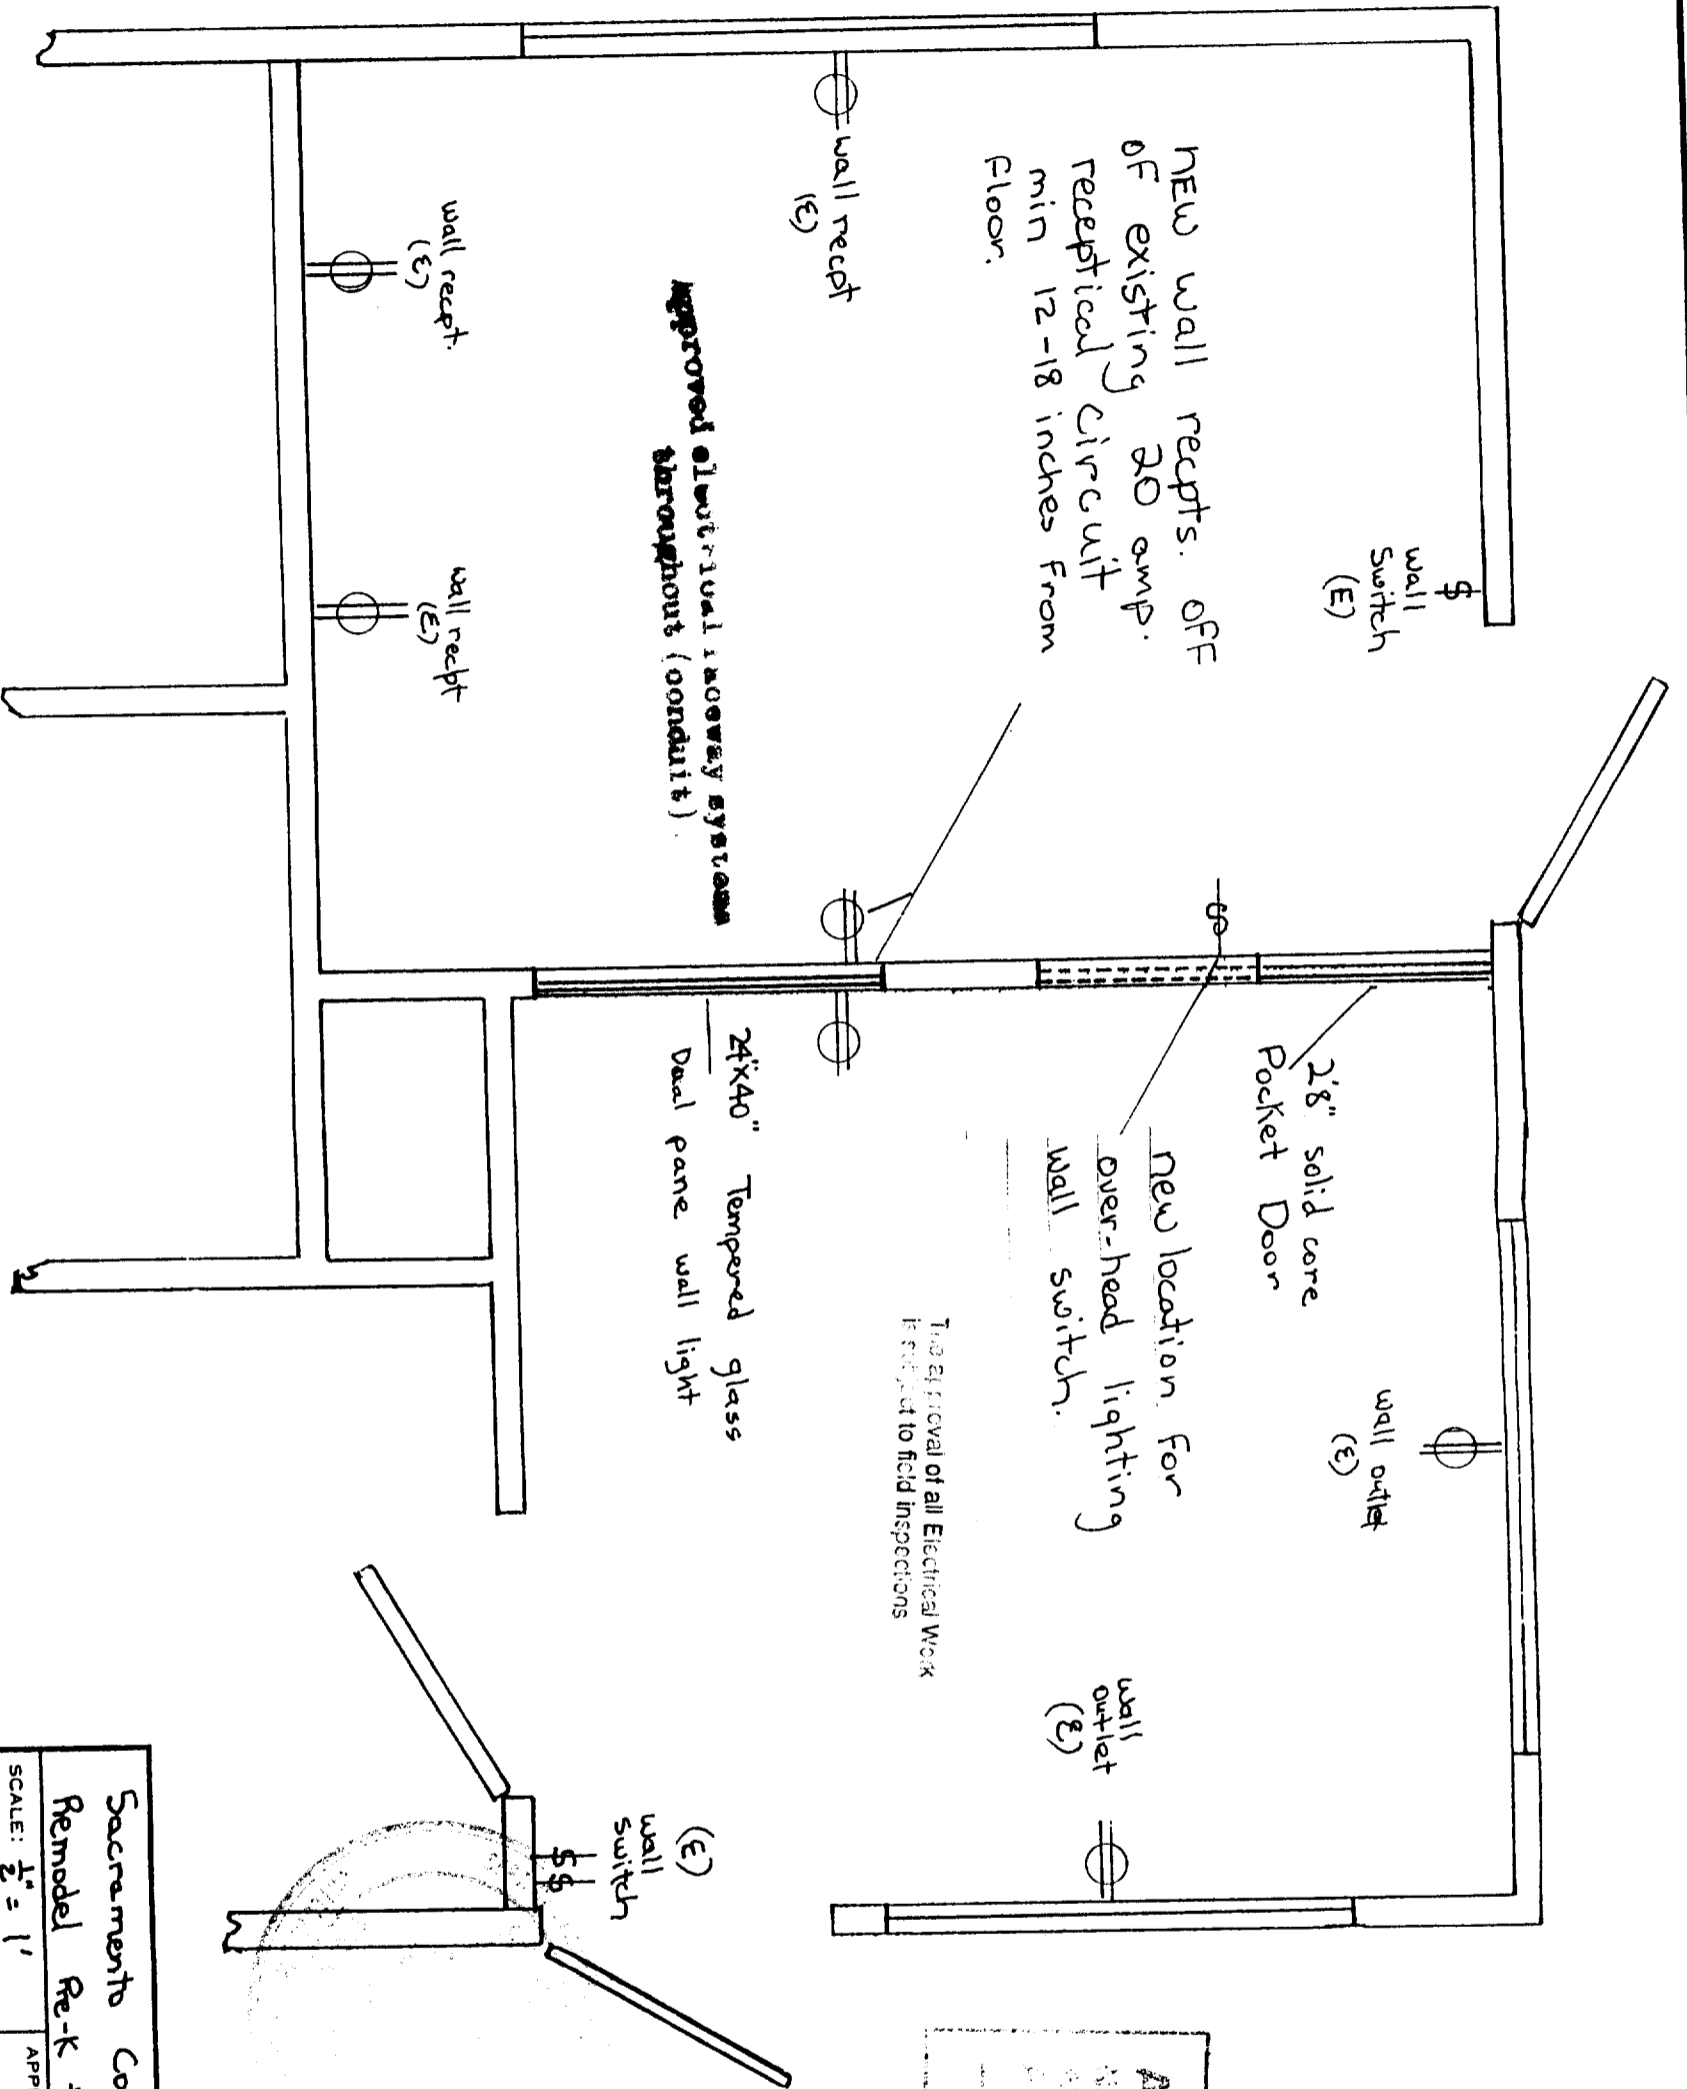 wall
switch
(E)
NEW wall recpts. off
of existing 20 amp.
receptical circuit
min 12-18 inches from
floor.
wall recpt
(E)
Approved electrical raceway system
throughout (conduit).
wall recpt.
(E)
wall recpt
(E)
2'8" solid core
Pocket Door
new location for
over-head lighting
wall switch.
wall outlet
(E)
wall
outlet
(E)
The approval of all Electrical Work
is subject to field inspections
24"x40" Tempered glass
Dual pane wall light
(E)
wall
switch
Sacramento Co
Remodel Pre-K
SCALE: 1/2" = 1'
APP